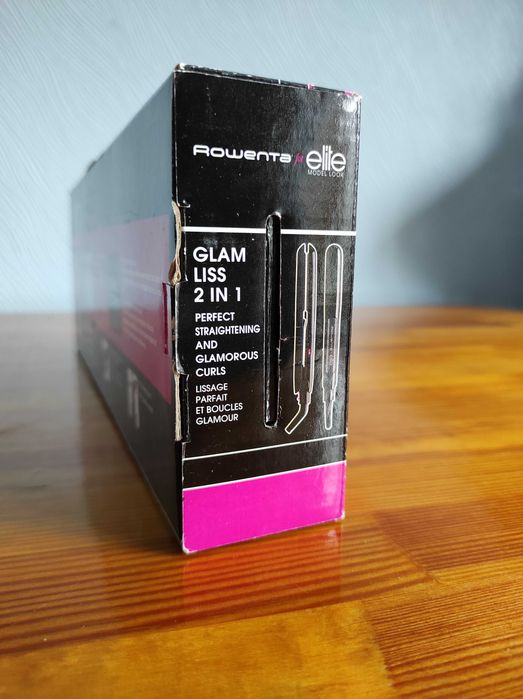 Rowenta for elite
MODEL LOOK
GLAM
LISS
2 IN 1
PERFECT
STRAIGHTENING
AND
GLAMOROUS
CURLS
LISSAGE
PARFAIT
ET BOUCLES
GLAMOUR